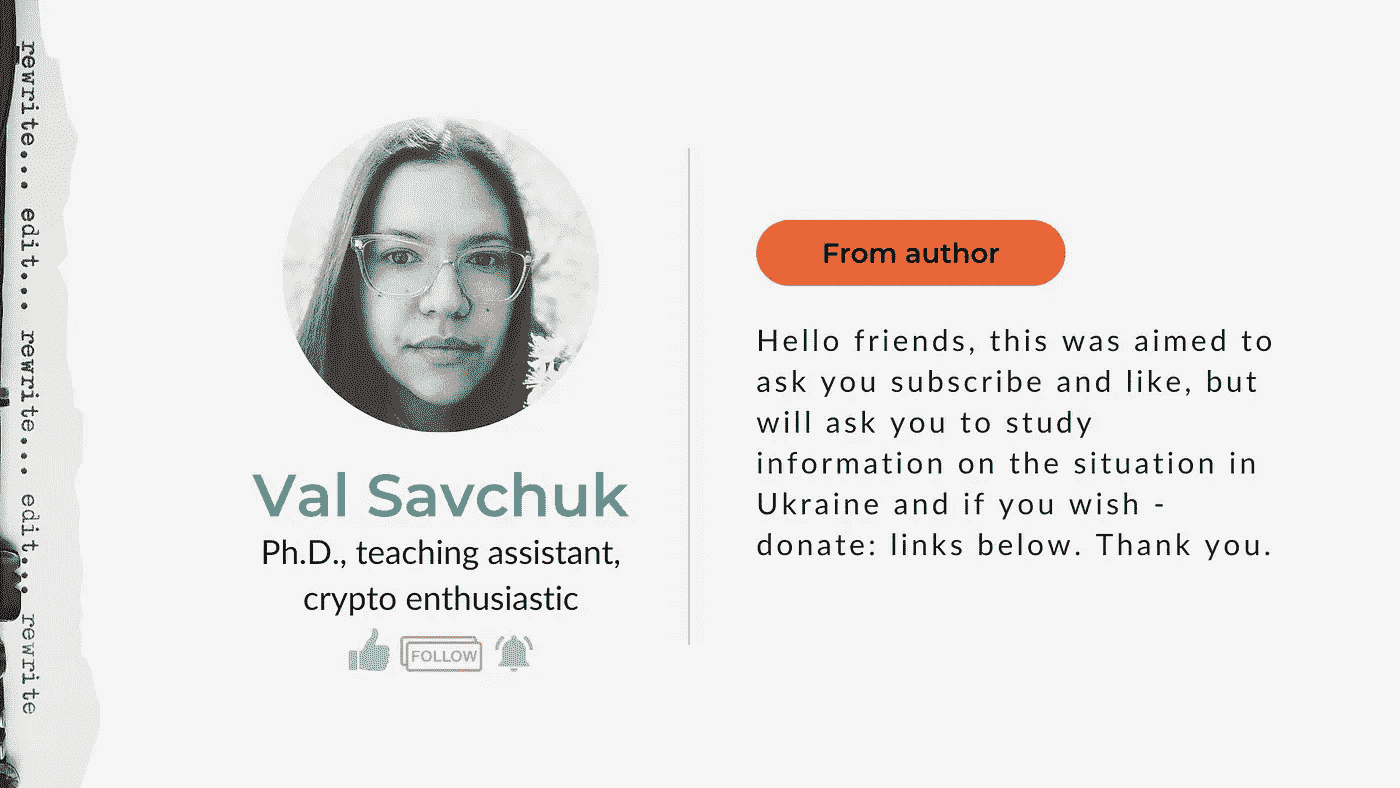 rewrite... edit... rewrite... edit... rewrite
Val Savchuk
Ph.D., teaching assistant,
crypto enthusiastic
FOLLOW
From author
Hello friends, this was aimed to
ask you subscribe and like, but
will ask you to study
information on the situation in
Ukraine and if you wish -
donate: links below. Thank you.